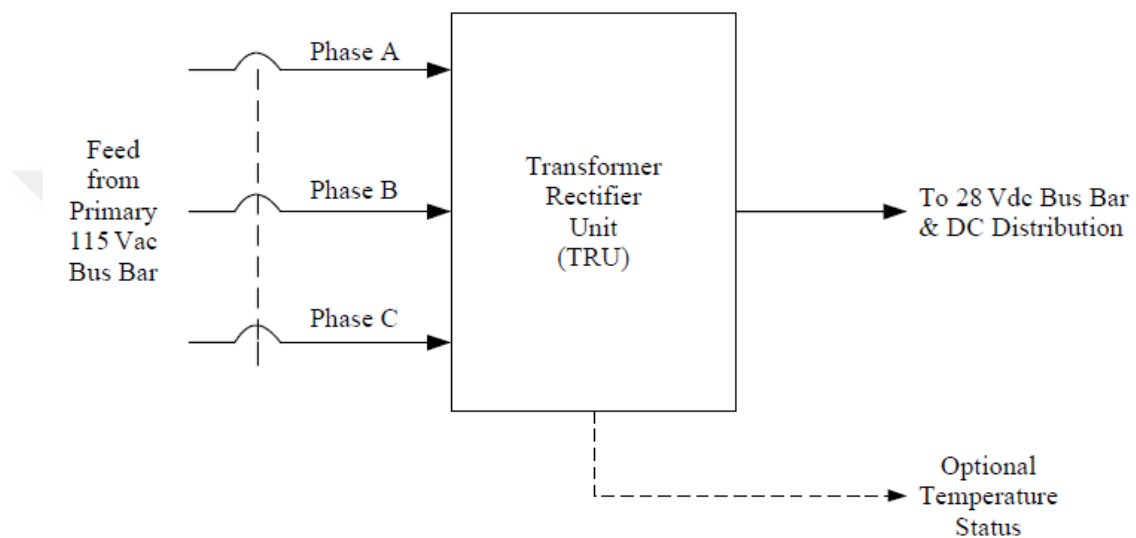 Phase A
Feed
from
Primary
115 Vac
Bus Bar
Phase B
Phase C
Transformer
Rectifier
Unit
(TRU)
To 28 Vdc Bus Bar
& DC Distribution
Optional
Temperature
Status